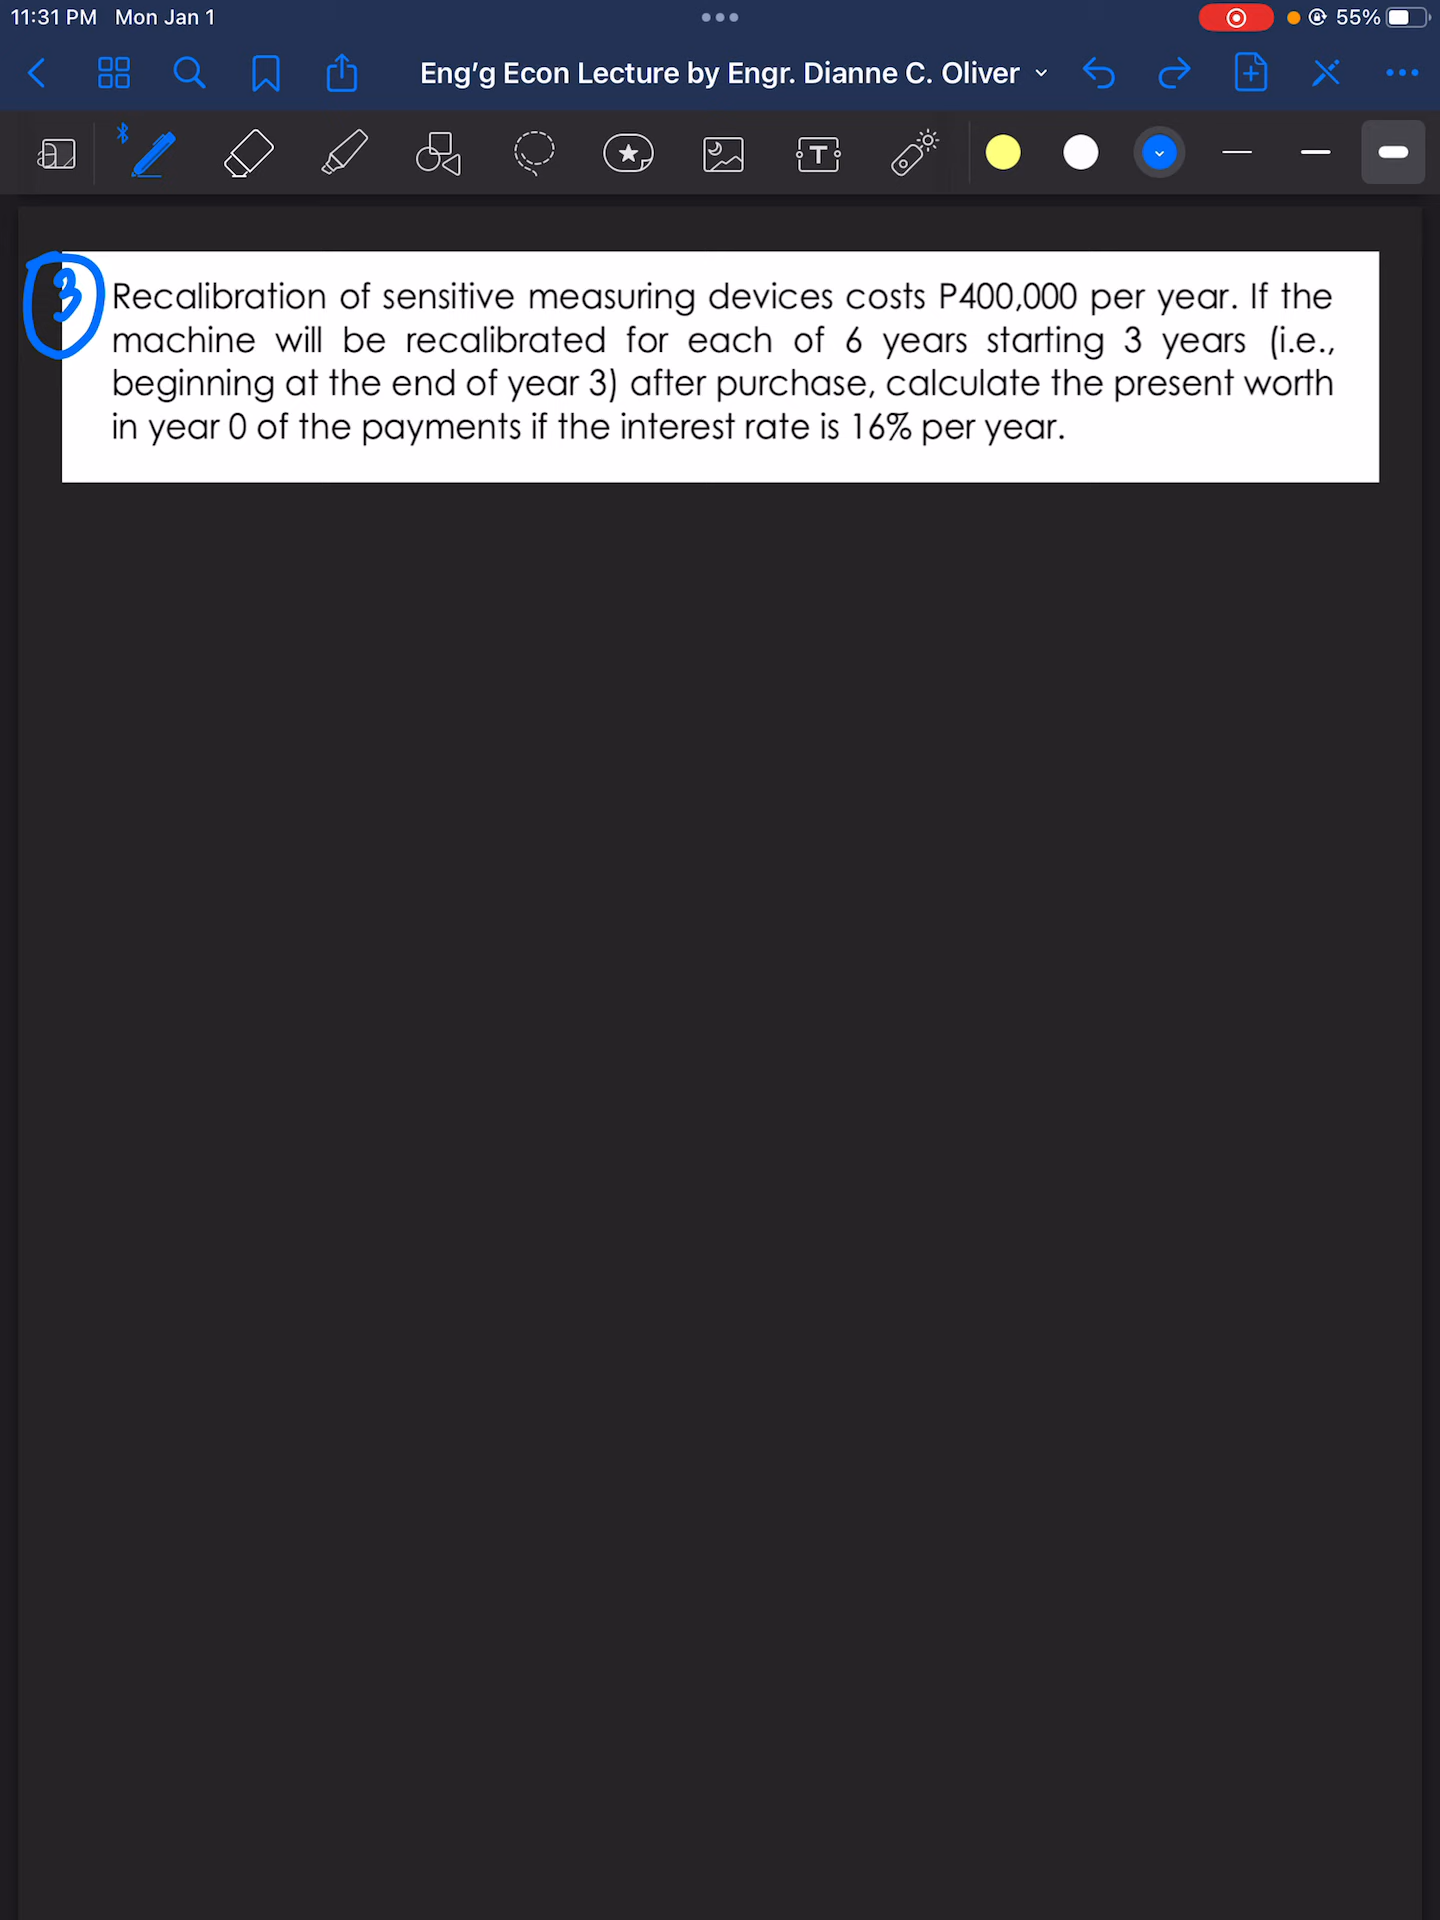 11:31 PM Mon Jan 1
55%
Eng'g Econ Lecture by Engr. Dianne C. Oliver
3
Recalibration of sensitive measuring devices costs P400,000 per year. If the
machine will be recalibrated for each of 6 years starting 3 years (i.e.,
beginning at the end of year 3) after purchase, calculate the present worth
in year 0 of the payments if the interest rate is 16% per year.